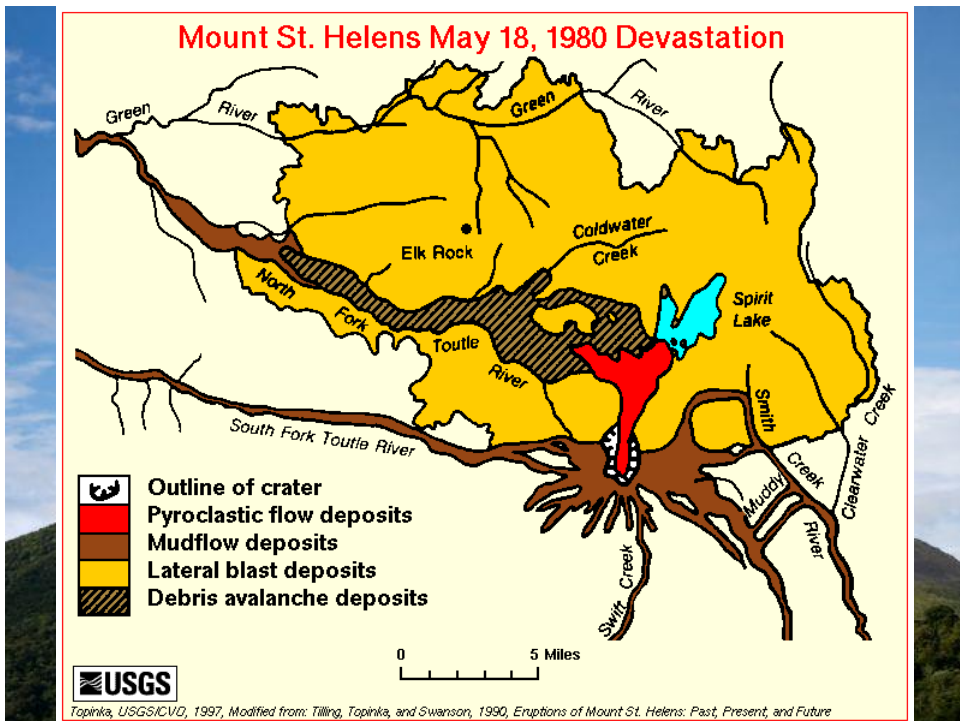 Mount St. Helens May 18, 1980 Devastation
Green
River
Green
River
Elk Rock
Coldwater
Creek
North
Fork
Toutle
River
Spirit
Lake
South Fork Toutle River
Smith
Creek
Muddy
River
Clearwater Creek
Swift Creek
Outline of crater
Pyroclastic flow deposits
Mudflow deposits
Lateral blast deposits
Debris avalanche deposits
0 5 Miles
USGS
Topinka, USGS/CVO, 1997, Modified from: Tilling, Topinka, and Swanson, 1990, Eruptions of Mount St. Helens: Past, Present, and Future